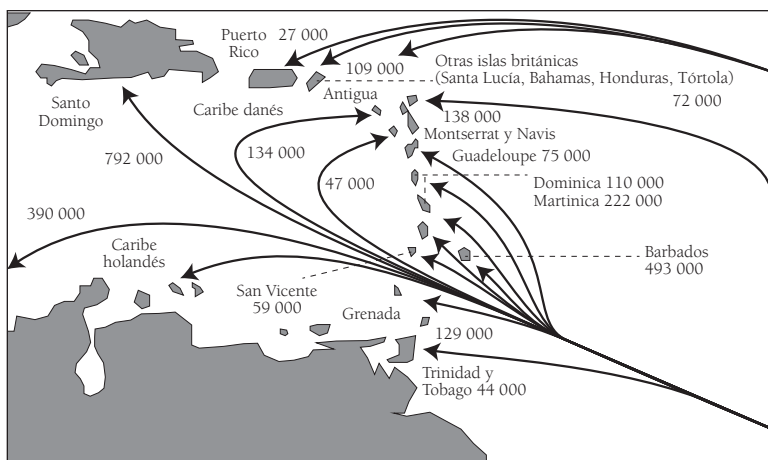 Puerto
Rico
27 000
109 000
Otras islas británicas
(Santa Lucía, Bahamas, Honduras, Tórtola)
72 000
Antigua
Santo
Domingo
Caribe danés
138 000
Montserrat y Navis
792 000
134 000
Guadeloupe 75 000
47 000
Dominica 110 000
Martinica 222 000
390 000
Caribe
holandés
Barbados
493 000
San Vicente
59 000
Grenada
129 000
Trinidad y
Tobago 44 000